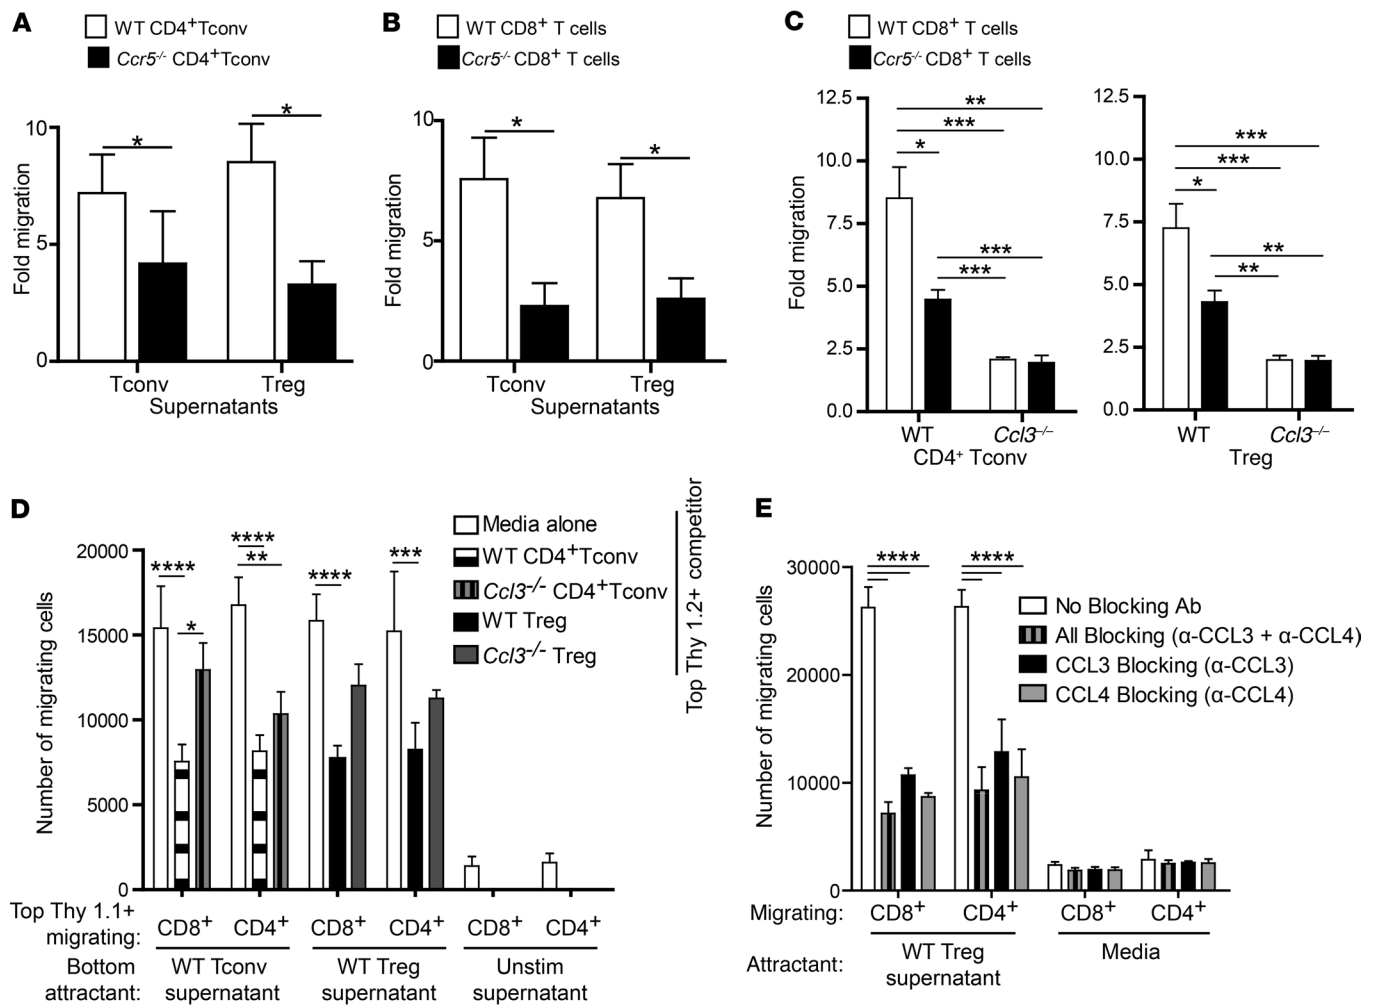 A
WT CD4+Tconv
Ccr5-/- CD4+Tconv
Fold migration
10
5
0
*
*
Tconv
Treg
Supernatants
B
WT CD8+ T cells
Ccr5-/- CD8+ T cells
Fold migration
10
5
0
*
*
Tconv
Treg
Supernatants
C
WT CD8+ T cells
Ccr5-/- CD8+ T cells
Fold migration
12.5
10.0
7.5
5.0
2.5
0.0
**
***
*
***
***
WT
Ccl3–/–
CD4+ Tconv
12.5
10.0
7.5
5.0
2.5
0.0
***
***
*
**
**
WT
Ccl3–/–
Treg
D
Number of migrating cells
20000
15000
10000
5000
0
****
*
****
**
****
***
Media alone
WT CD4+Tconv
Ccl3-/- CD4+Tconv
WT Treg
Ccl3-/- Treg
Top Thy 1.2+ competitor
Top Thy 1.1+
migrating:
CD8+
CD4+
CD8+
CD4+
CD8+
CD4+
Bottom
attractant:
WT Tconv
supernatant
WT Treg
supernatant
Unstim
supernatant
E
Number of migrating cells
30000
20000
10000
0
****
****
No Blocking Ab
All Blocking (α-CCL3 + α-CCL4)
CCL3 Blocking (α-CCL3)
CCL4 Blocking (α-CCL4)
Migrating:
CD8+
CD4+
CD8+
CD4+
Attractant:
WT Treg
supernatant
Media